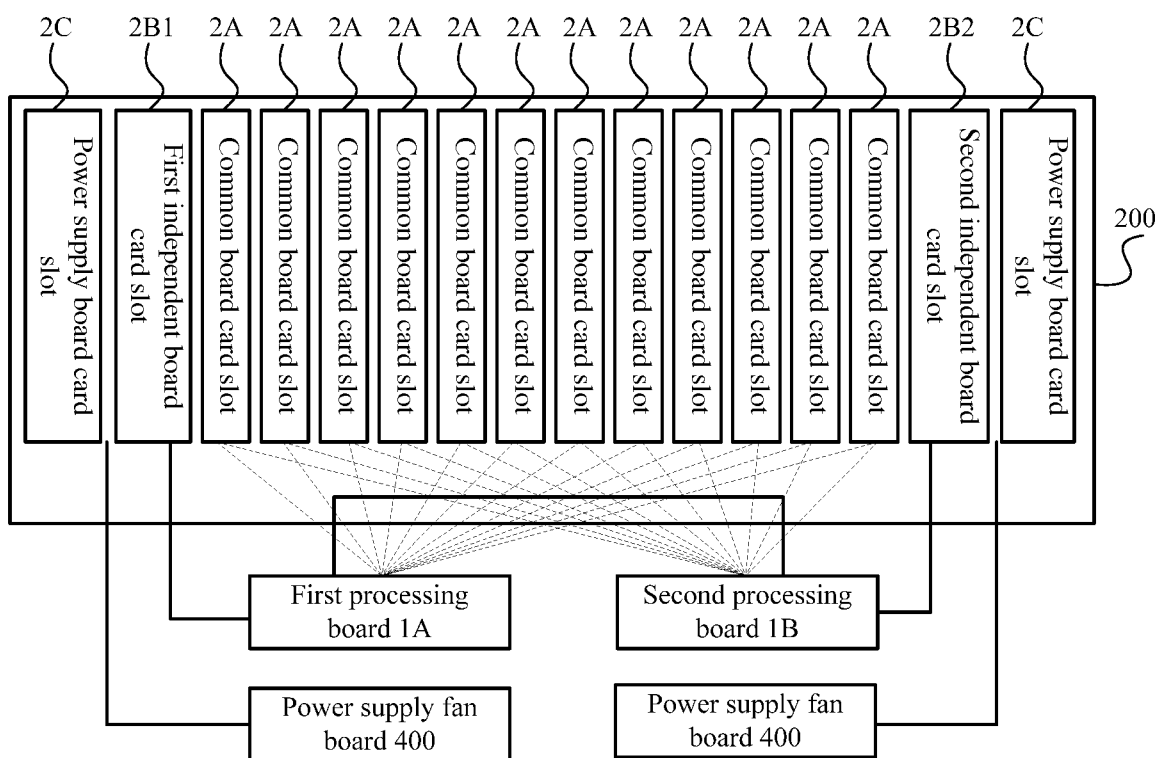 2C 2B1 2A 2A 2A 2A 2A 2A 2A 2A 2A 2A 2A 2A 2B2 2C
Power supply board card
slot
First independent board
card slot
Common board card slot
Common board card slot
Common board card slot
Common board card slot
Common board card slot
Common board card slot
Common board card slot
Common board card slot
Common board card slot
Common board card slot
Common board card slot
Common board card slot
Second independent board
card slot
Power supply board card
slot
200
First processing
board 1A
Second processing
board 1B
Power supply fan
board 400
Power supply fan
board 400